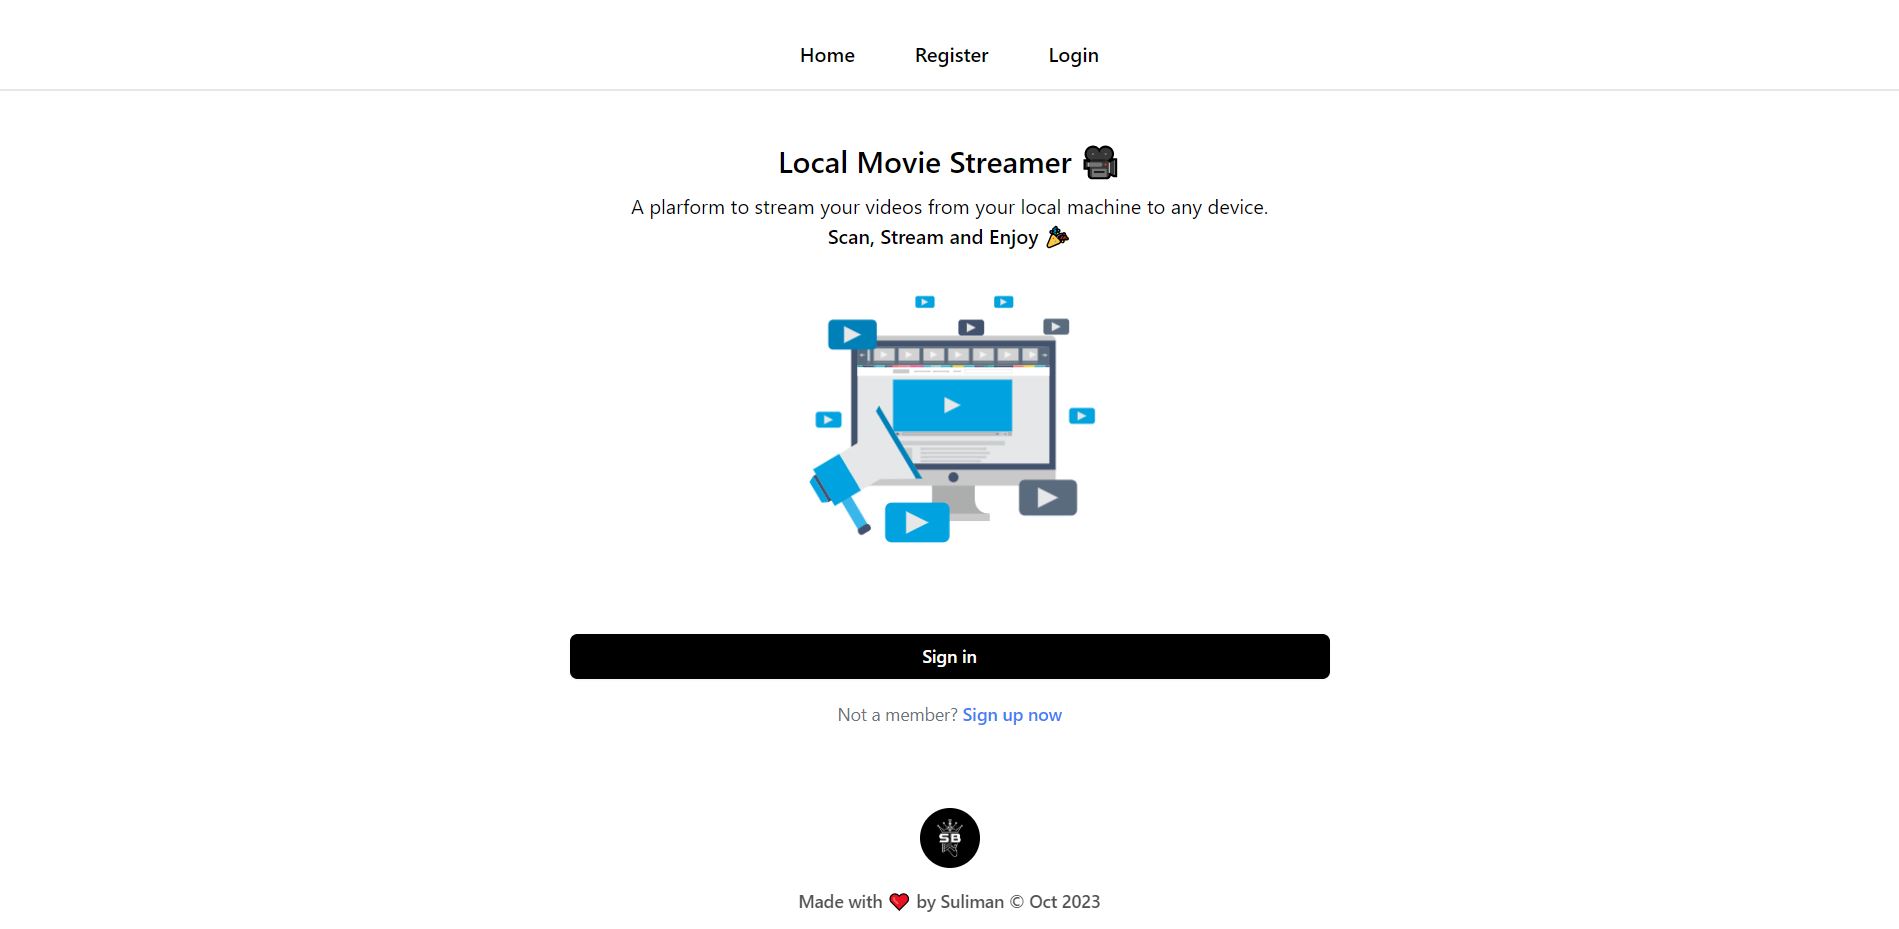 Home Register Login
Local Movie Streamer 🎥
A plarform to stream your videos from your local machine to any device.
Scan, Stream and Enjoy 🎉
Sign in
Not a member? Sign up now
SB
Made with ❤️ by Suliman © Oct 2023